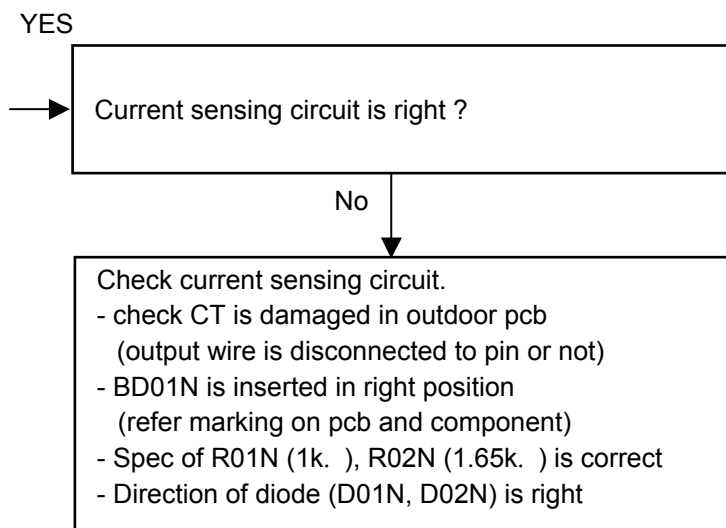 YES
Current sensing circuit is right ?
No
Check current sensing circuit.
- check CT is damaged in outdoor pcb
(output wire is disconnected to pin or not)
- BD01N is inserted in right position
(refer marking on pcb and component)
- Spec of R01N (1k. ), R02N (1.65k. ) is correct
- Direction of diode (D01N, D02N) is right